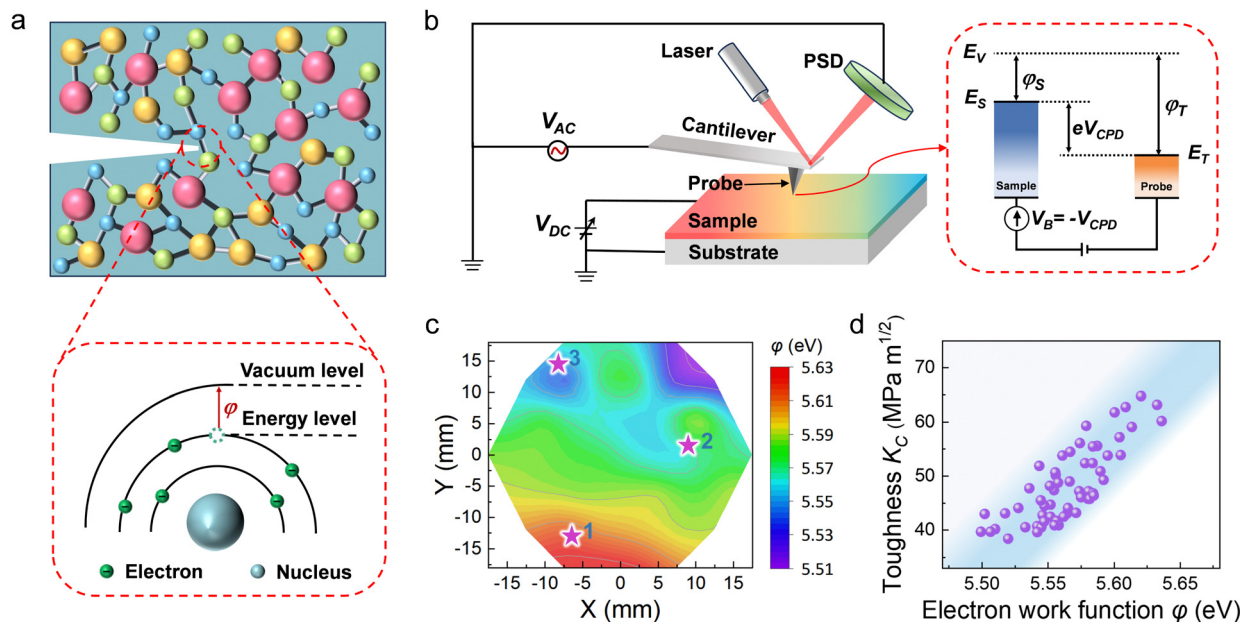 a
Vacuum level
φ
Energy level
Electron
Nucleus
b
Laser
PSD
V_AC
Cantilever
Probe
V_DC
Sample
Substrate
E_V
φ_S
E_S
eV_CPD
φ_T
E_T
Sample
Probe
V_B= -V_CPD
c
φ (eV)
15
10
5
0
-5
-10
-15
Y (mm)
3
2
1
-15 -10 -5 0 5 10 15
X (mm)
5.63
5.61
5.59
5.57
5.55
5.53
5.51
d
Toughness K_C (MPa m^1/2)
70
60
50
40
5.50 5.55 5.60 5.65
Electron work function φ (eV)